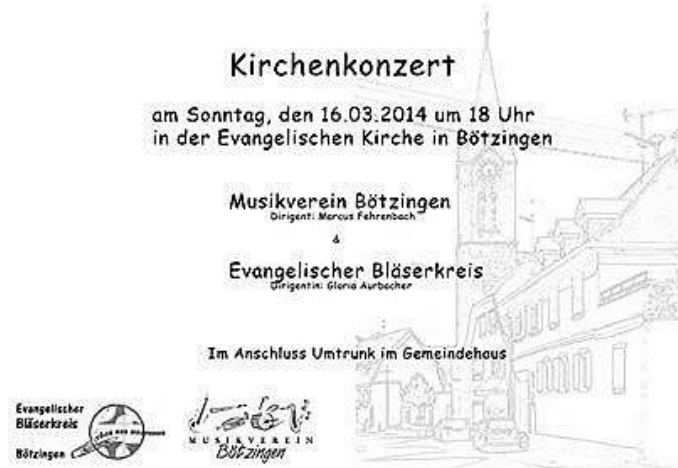 Kirchenkonzert
am Sonntag, den 16.03.2014 um 18 Uhr
in der Evangelischen Kirche in Bötzingen
Musikverein Bötzingen
Dirigent: Marcus Fehrenbach
&
Evangelischer Bläserkreis
Dirigentin: Gloria Aurbacher
Im Anschluss Umtrunk im Gemeindehaus
Evangelischer
Bläserkreis
Bötzingen
MUSIKVEREIN
Bötzingen